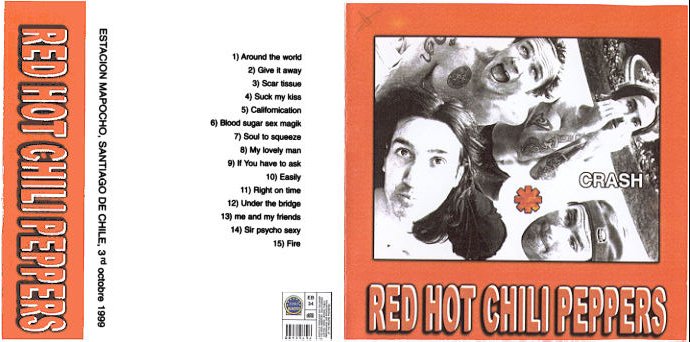 RED HOT CHILI PEPPERS
ESTACION MAPOCHO, SANTIAGO DE CHILE, 3rd octobre 1999
1) Around the world
2) Give it away
3) Scar tissue
4) Suck my kiss
5) Californication
6) Blood sugar sex magik
7) Soul to squeeze
8) My lovely man
9) If You have to ask
10) Easily
11) Right on time
12) Under the bridge
13) me and my friends
14) Sir psycho sexy
15) Fire
EB
34
CRASH
RED HOT CHILI PEPPERS